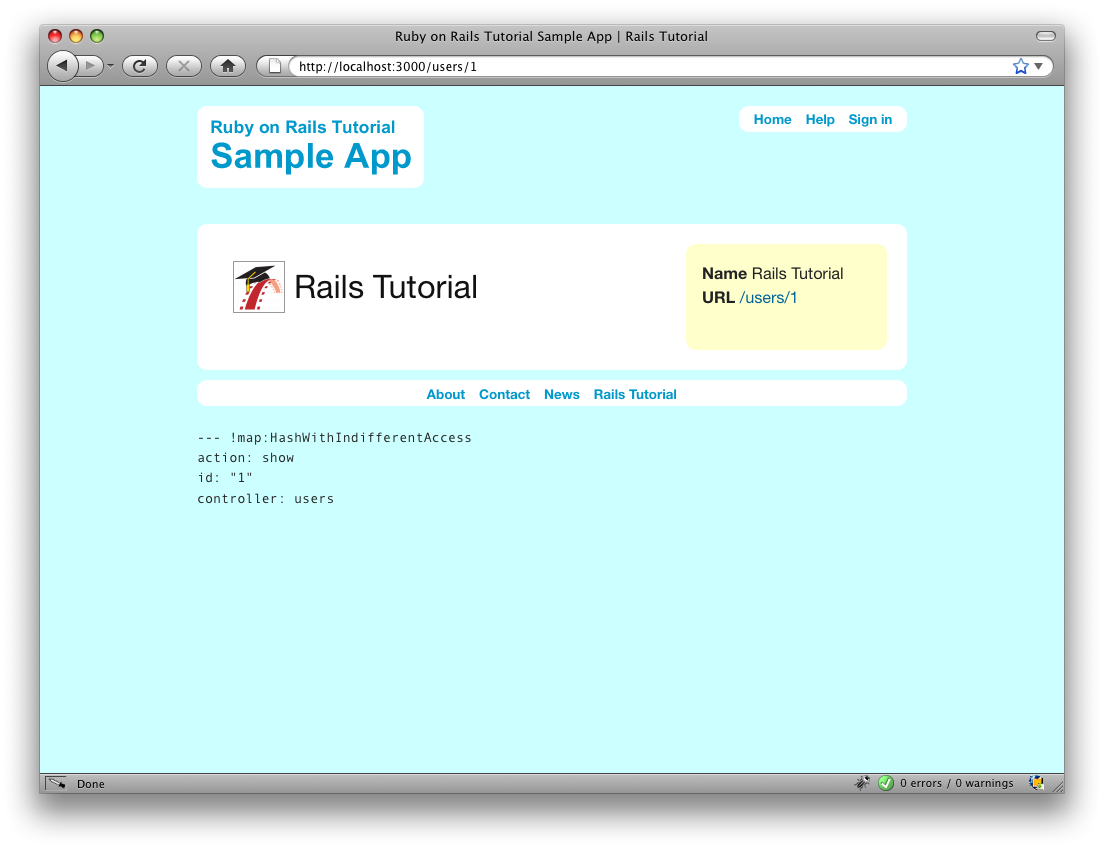 Ruby on Rails Tutorial Sample App | Rails Tutorial
http://localhost:3000/users/1
Ruby on Rails Tutorial
Sample App
Home Help Sign in
Rails Tutorial
Name Rails Tutorial
URL /users/1
About Contact News Rails Tutorial
--- !map:HashWithIndifferentAccess
action: show
id: "1"
controller: users
Done
0 errors / 0 warnings